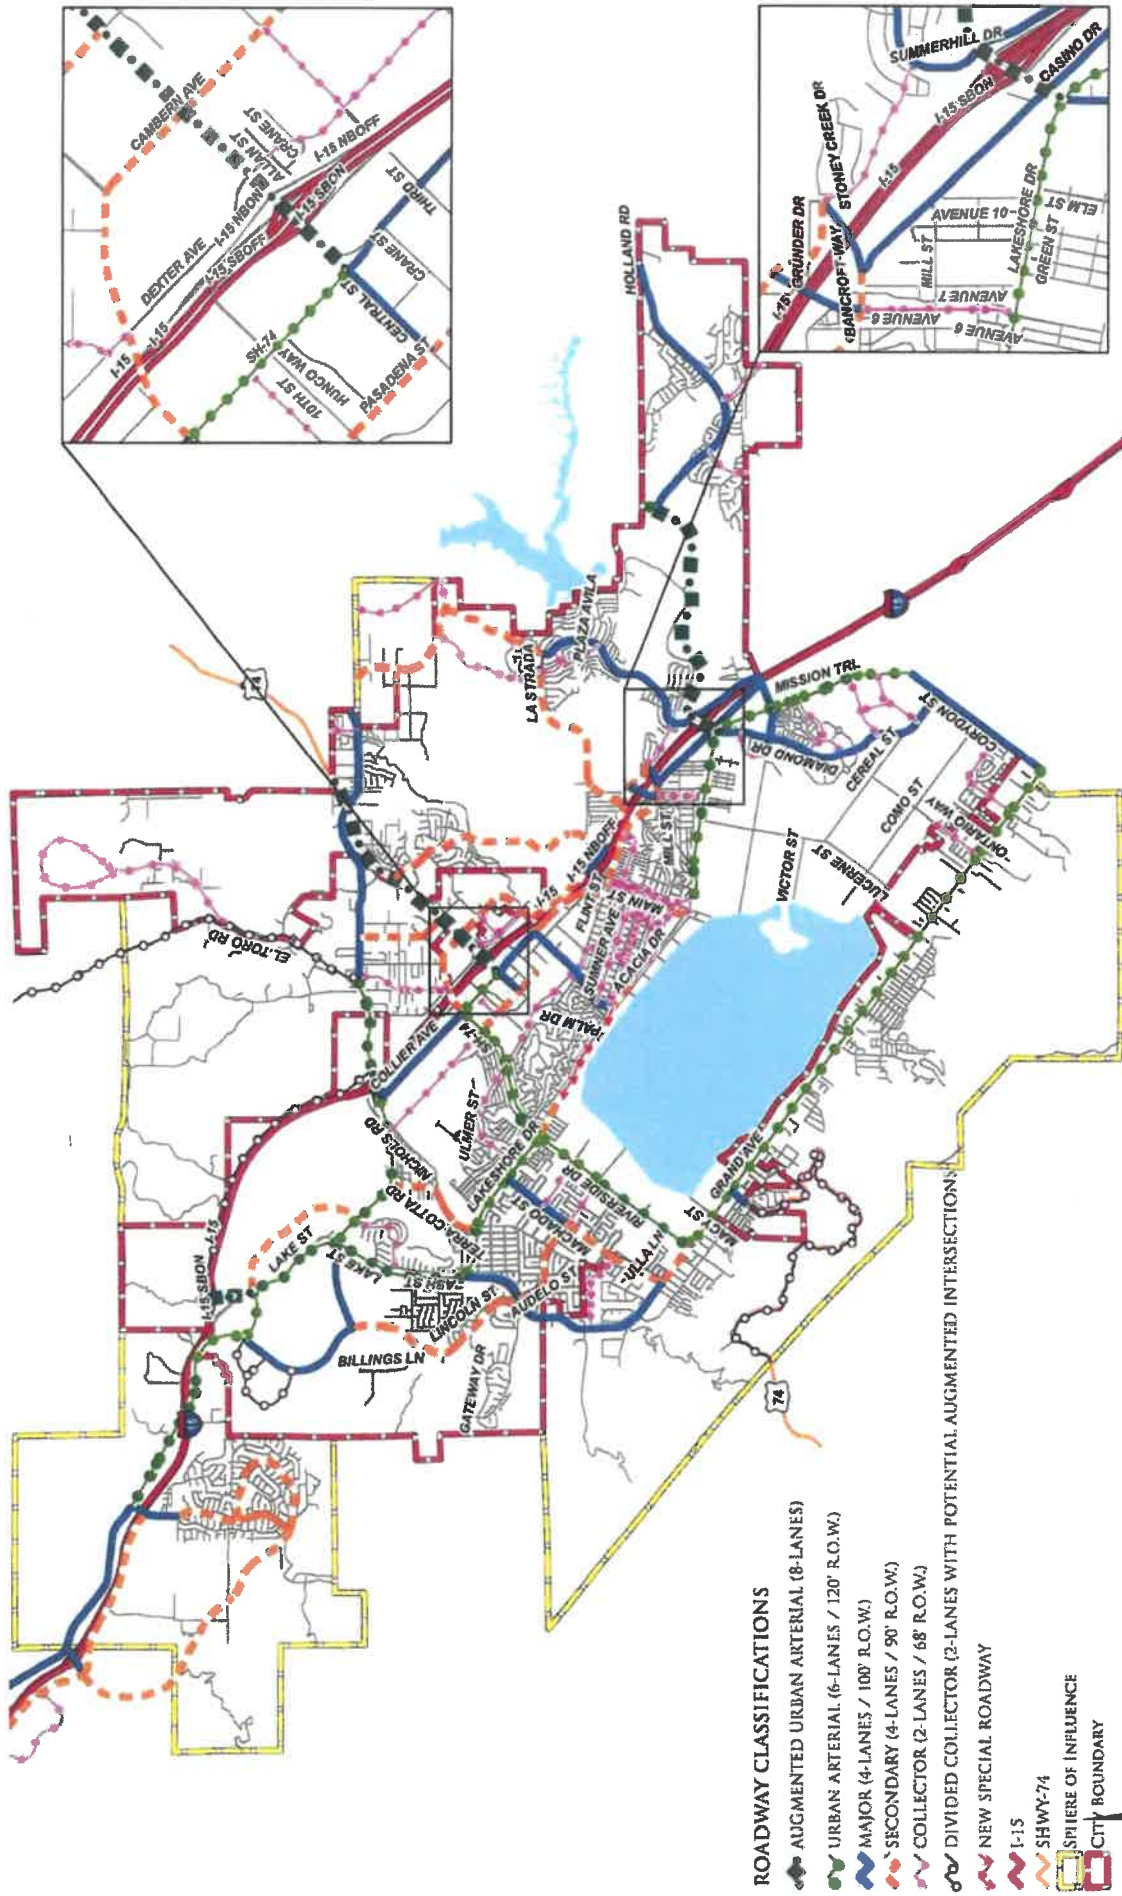 ROADWAY CLASSIFICATIONS
AUGMENTED URBAN ARTERIAL (8-LANES)
URBAN ARTERIAL (6-LANES / 120' R.O.W.)
MAJOR (4-LANES / 100' R.O.W.)
SECONDARY (4-LANES / 90' R.O.W.)
COLLECTOR (2-LANES / 68' R.O.W.)
DIVIDED COLLECTOR (2-LANES WITH POTENTIAL AUGMENTED INTERSECTIONS)
NEW SPECIAL ROADWAY
I-15
SHWY-74
SPHERE OF INFLUENCE
CITY BOUNDARY
I-15 SBON
I-15
LAKE ST
LAKE ST
BILLINGS LN
LINCOLN ST
GATEWAY DR
AUDELO ST
NASH ST
TERRA COTTA RD
NICHOLS RD
COLLIER AVE
EL TORO RD
ULMER ST
LAKESHORE DR
MACHADO ST
RIVERSIDE DR
ULLA LN
MACY ST
GRAND AVE
SH-74
PALM DR
SUMNER AVE
ACACIA DR
FLINT ST
MAIN ST
MILL ST
I-15
I-15 NBOFF
VICTOR ST
LUCERNE ST
COMO ST
CEREAL ST
ONTARIO WAY
CORYDON ST
DIAMOND DR
MISSION TRL
LA STRADA
PLAZA AVILA
HOLLAND RD
74
74
CAMBERN AVE
ALLAN ST
CRANE ST
DEXTER AVE
I-15 NBON
I-15 SBOFF
I-15 SBON
I-15 NBOFF
I-15
I-15
SH-74
CENTRAL ST
CRANE ST
THIRD ST
HUNCO WAY
10TH ST
PASADENA S
SUMMERHILL DR
I-15 SBON
CASINO DR
STONEY CREEK DR
GRUNDER DR
BANCROFT WAY
I-15
I-15
MILL ST
AVENUE 10
LAKESHORE DR
GREEN ST
ELM ST
AVENUE 7
AVENUE 6
AVENUE 6